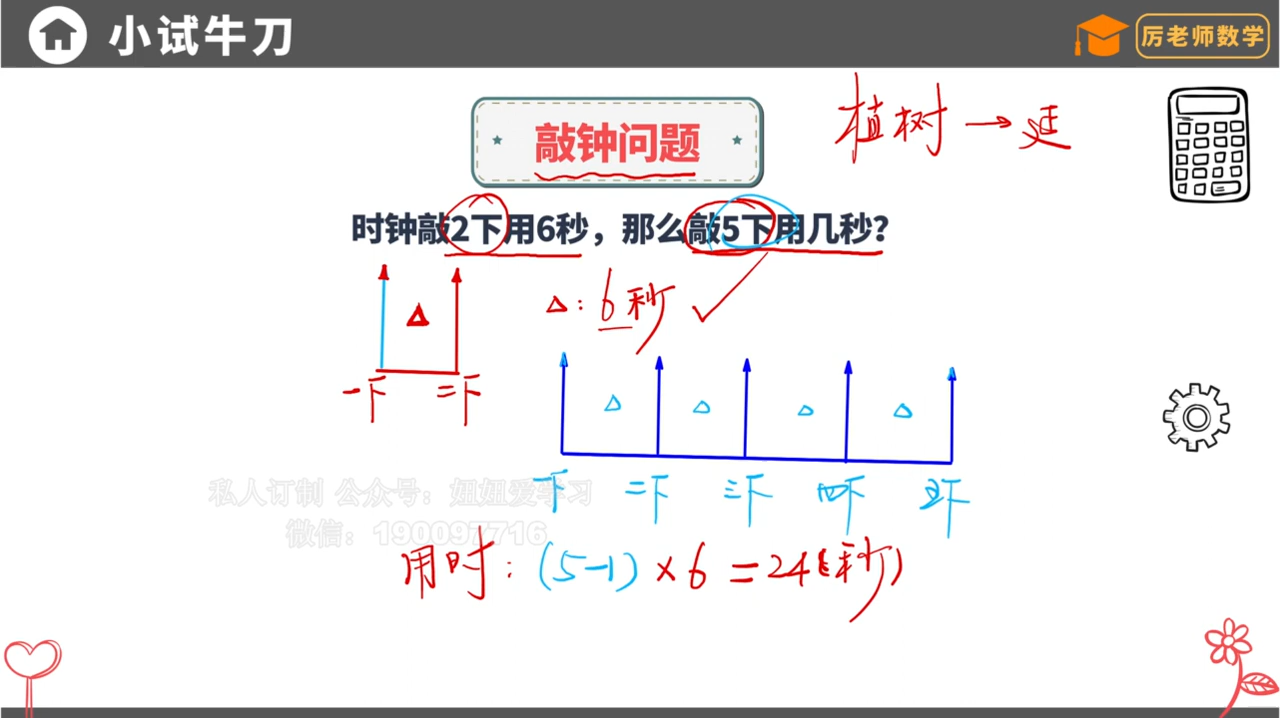 小试牛刀
厉老师数学
敲钟问题
植树→延
时钟敲2下用6秒，那么敲5下用几秒?
Δ
Δ:6秒
一下 二下
Δ Δ Δ Δ
一下 二下 三下 四下 五下
私人订制 公众号：妞妞爱学习
微信：190097716
用时:(5-1)×6=24(秒)